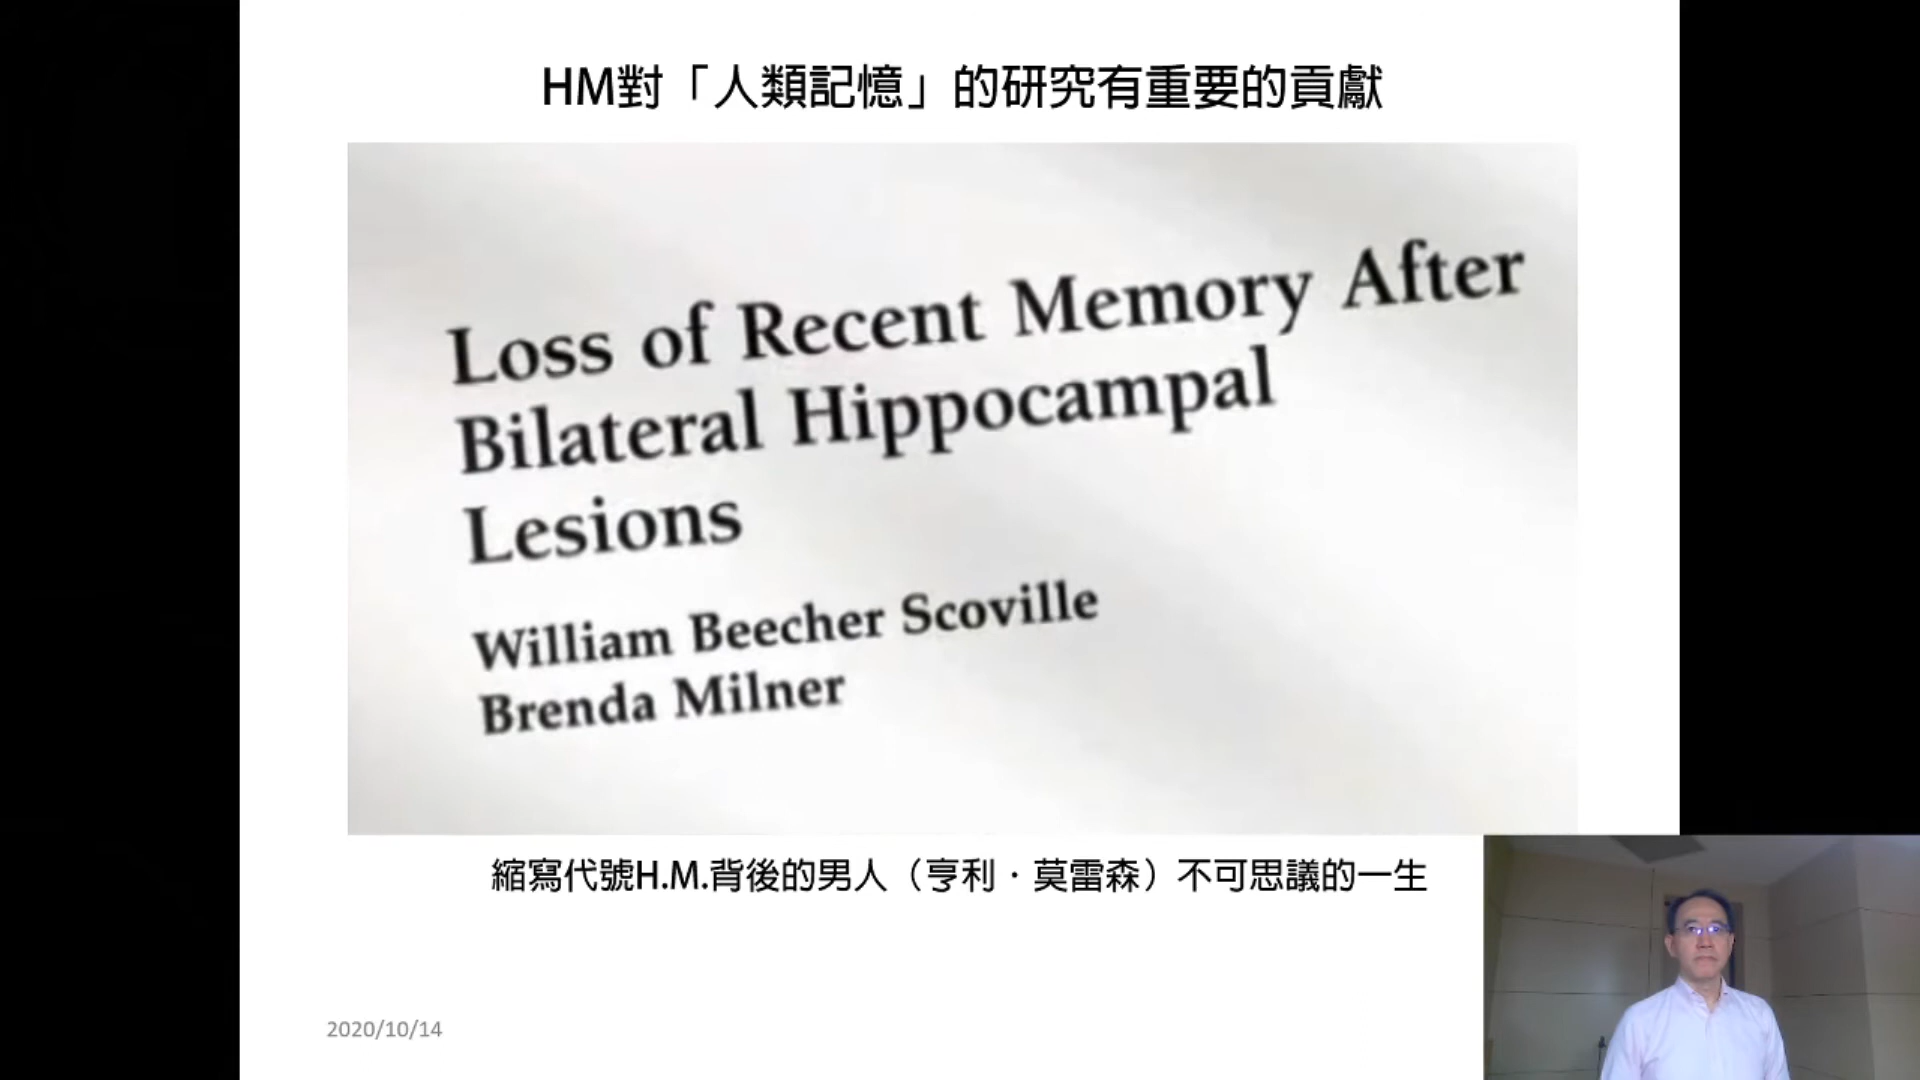 HM對「人類記憶」的研究有重要的貢獻
Loss of Recent Memory After
Bilateral Hippocampal
Lesions
William Beecher Scoville
Brenda Milner
縮寫代號H.M.背後的男人（亨利．莫雷森）不可思議的一生
2020/10/14